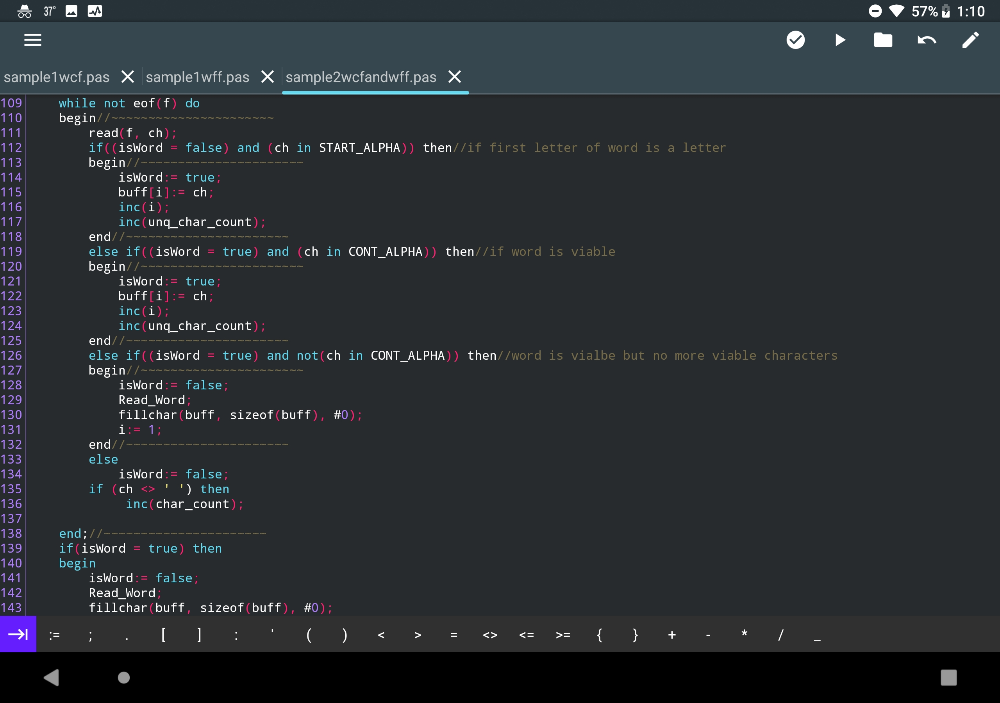 37°
57% 1:10
sample1wcf.pas sample1wff.pas sample2wcfandwff.pas
109 while not eof(f) do
110 begin//~~~~~~~~~~~~~~~~~~~~~~
111 read(f, ch);
112 if((isWord = false) and (ch in START_ALPHA)) then//if first letter of word is a letter
113 begin//~~~~~~~~~~~~~~~~~~~~~~
114 isWord:= true;
115 buff[i]:= ch;
116 inc(i);
117 inc(unq_char_count);
118 end//~~~~~~~~~~~~~~~~~~~~~~
119 else if((isWord = true) and (ch in CONT_ALPHA)) then//if word is viable
120 begin//~~~~~~~~~~~~~~~~~~~~~~
121 isWord:= true;
122 buff[i]:= ch;
123 inc(i);
124 inc(unq_char_count);
125 end//~~~~~~~~~~~~~~~~~~~~~~
126 else if((isWord = true) and not(ch in CONT_ALPHA)) then//word is vialbe but no more viable characters
127 begin//~~~~~~~~~~~~~~~~~~~~~~
128 isWord:= false;
129 Read_Word;
130 fillchar(buff, sizeof(buff), #0);
131 i:= 1;
132 end//~~~~~~~~~~~~~~~~~~~~~~
133 else
134 isWord:= false;
135 if (ch <> ' ') then
136 inc(char_count);
137
138 end;//~~~~~~~~~~~~~~~~~~~~~~
139 if(isWord = true) then
140 begin
141 isWord:= false;
142 Read_Word;
143 fillchar(buff, sizeof(buff), #0);
:= ; . [ ] : ' ( ) < > = <> <= >= { } + - * / _